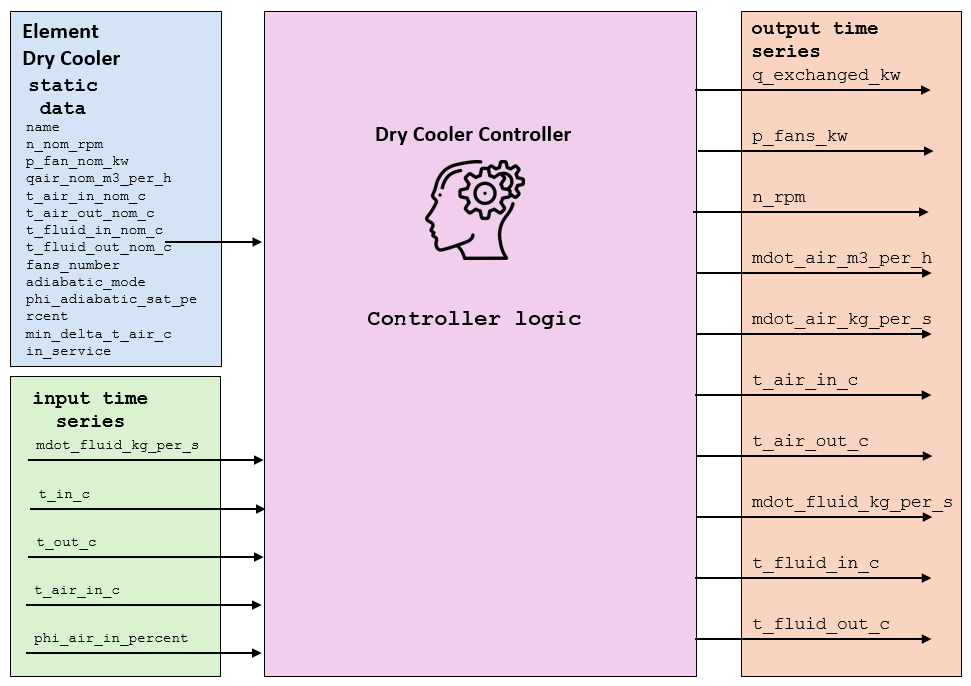 Element
Dry Cooler
static
data
name
n_nom_rpm
p_fan_nom_kw
qair_nom_m3_per_h
t_air_in_nom_c
t_air_out_nom_c
t_fluid_in_nom_c
t_fluid_out_nom_c
fans_number
adiabatic_mode
phi_adiabatic_sat_pe
rcent
min_delta_t_air_c
in_service
input time
series
mdot_fluid_kg_per_s
t_in_c
t_out_c
t_air_in_c
phi_air_in_percent
Dry Cooler Controller
Controller logic
output time
series
q_exchanged_kw
p_fans_kw
n_rpm
mdot_air_m3_per_h
mdot_air_kg_per_s
t_air_in_c
t_air_out_c
mdot_fluid_kg_per_s
t_fluid_in_c
t_fluid_out_c